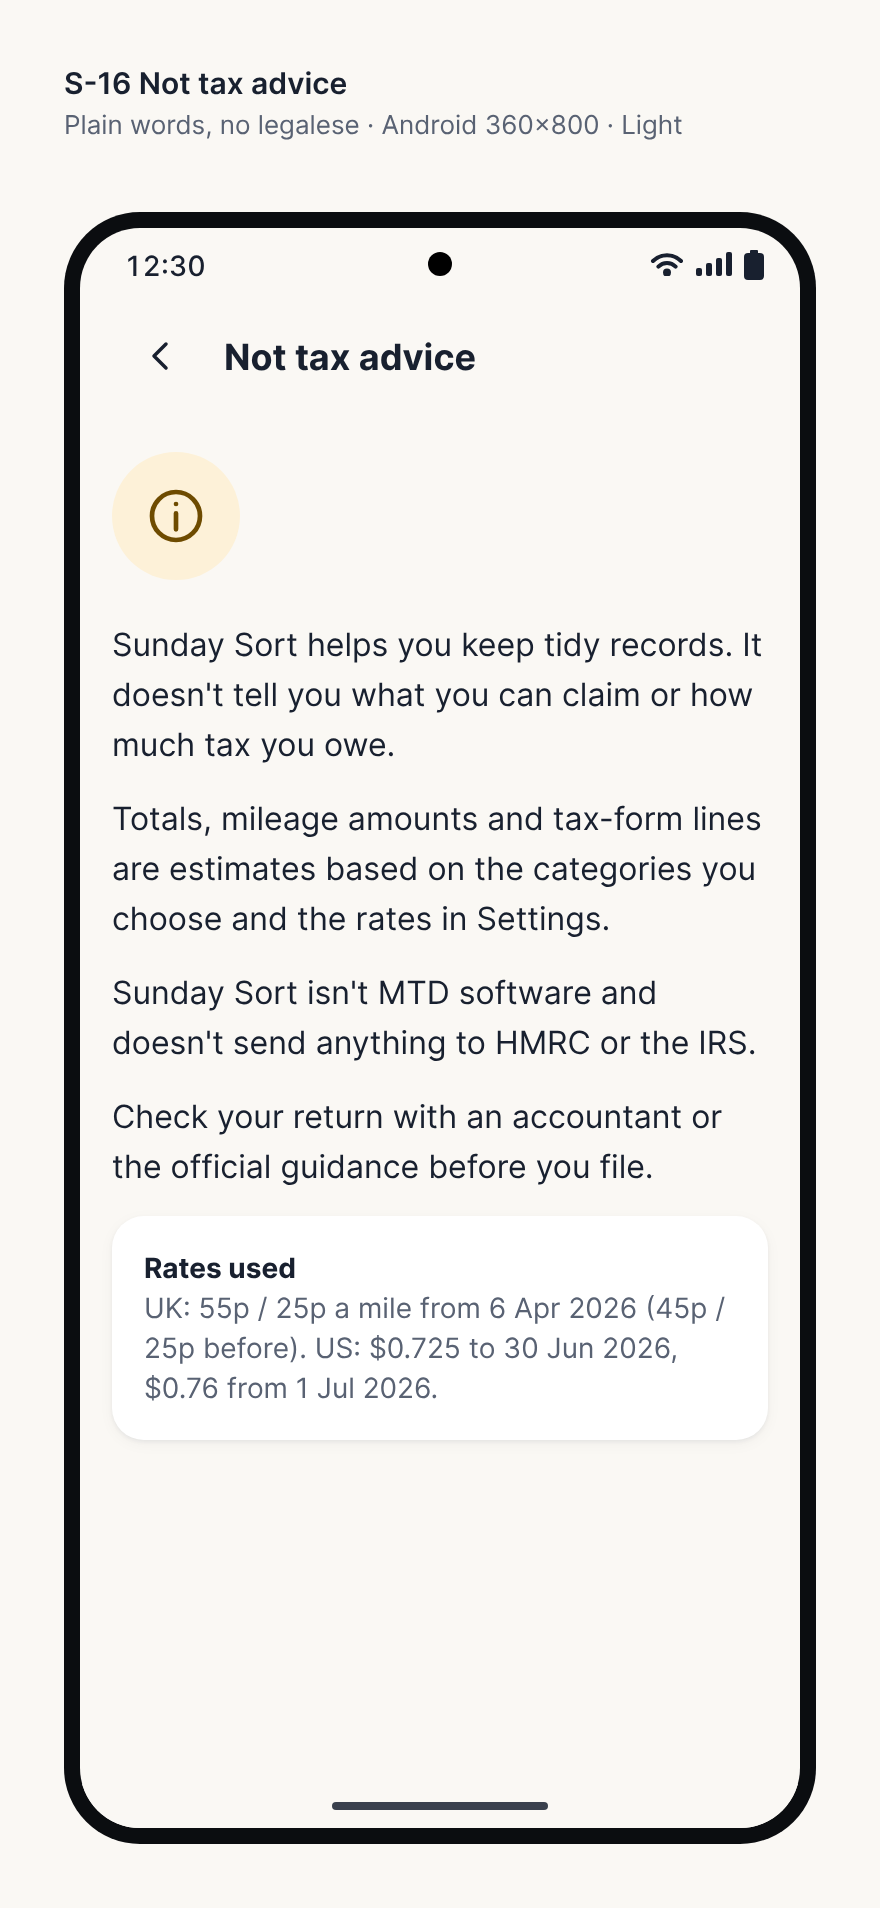 S-16 Not tax advice
Plain words, no legalese · Android 360×800 · Light
12:30
Not tax advice
Sunday Sort helps you keep tidy records. It
doesn't tell you what you can claim or how
much tax you owe.
Totals, mileage amounts and tax-form lines
are estimates based on the categories you
choose and the rates in Settings.
Sunday Sort isn't MTD software and
doesn't send anything to HMRC or the IRS.
Check your return with an accountant or
the official guidance before you file.
Rates used
UK: 55p / 25p a mile from 6 Apr 2026 (45p /
25p before). US: $0.725 to 30 Jun 2026,
$0.76 from 1 Jul 2026.